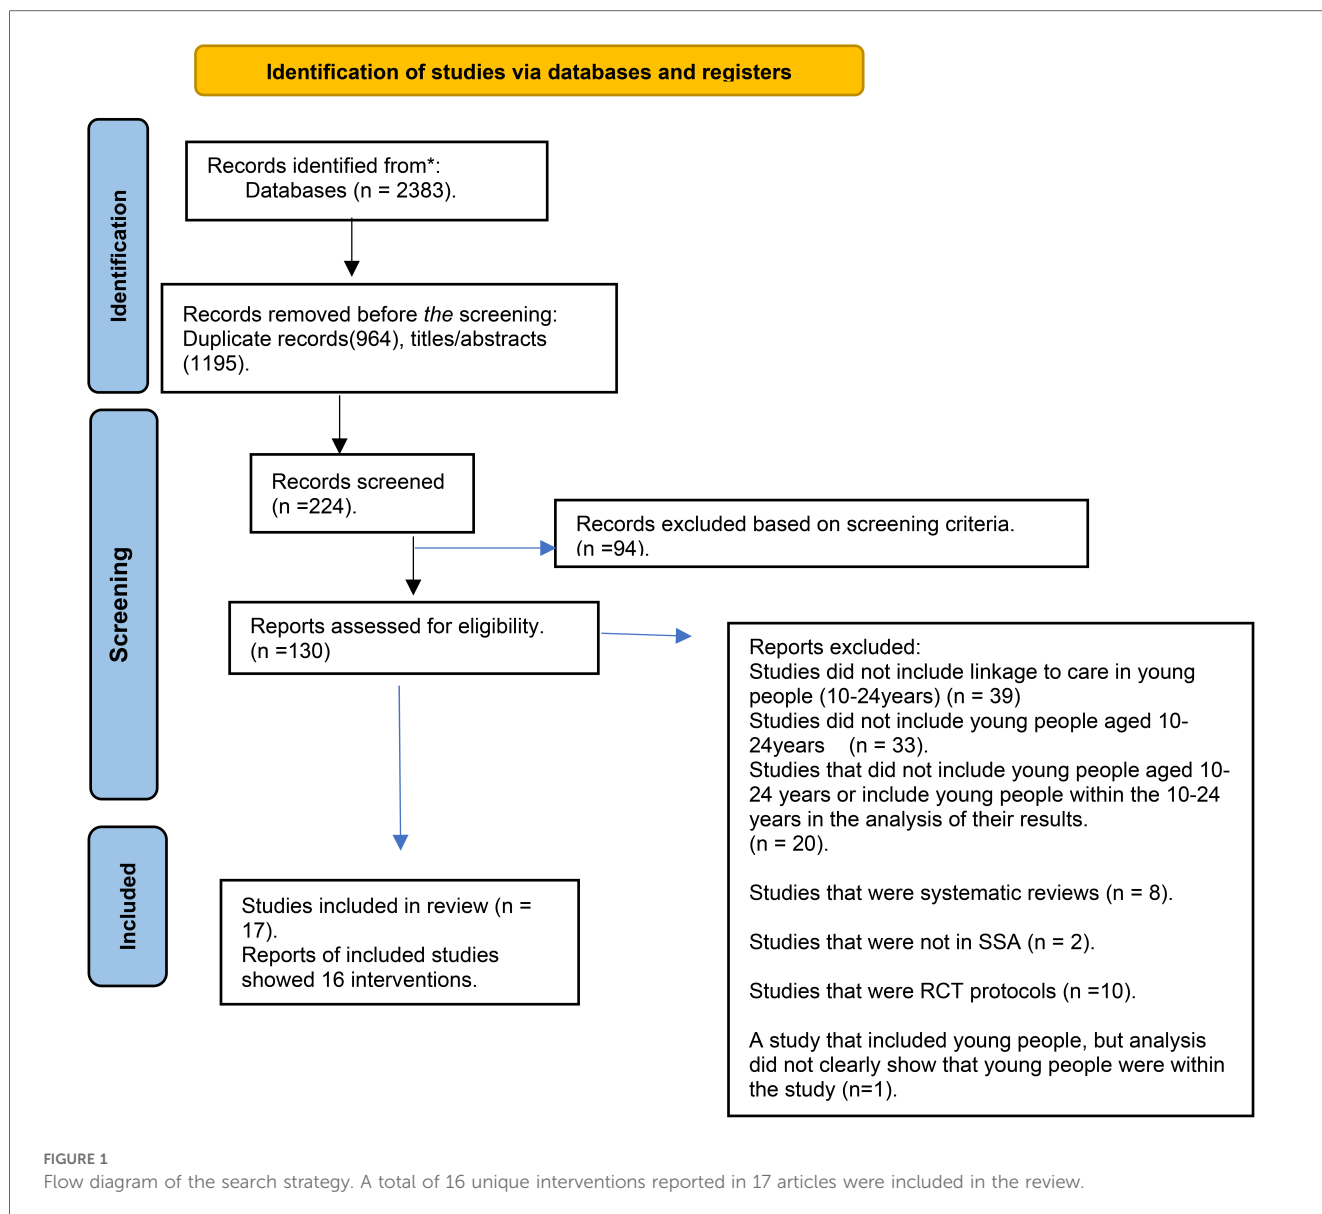 Identification of studies via databases and registers
Identification
Records identified from*:
Databases (n = 2383).
Records removed before the screening:
Duplicate records(964), titles/abstracts
(1195).
Screening
Records screened
(n =224).
Records excluded based on screening criteria.
(n =94).
Reports assessed for eligibility.
(n =130)
Reports excluded:
Studies did not include linkage to care in young
people (10-24years) (n = 39)
Studies did not include young people aged 10-
24years (n = 33).
Studies that did not include young people aged 10-
24 years or include young people within the 10-24
years in the analysis of their results.
(n = 20).
Studies that were systematic reviews (n = 8).
Studies that were not in SSA (n = 2).
Studies that were RCT protocols (n =10).
A study that included young people, but analysis
did not clearly show that young people were within
the study (n=1).
Included
Studies included in review (n =
17).
Reports of included studies
showed 16 interventions.
FIGURE 1
Flow diagram of the search strategy. A total of 16 unique interventions reported in 17 articles were included in the review.